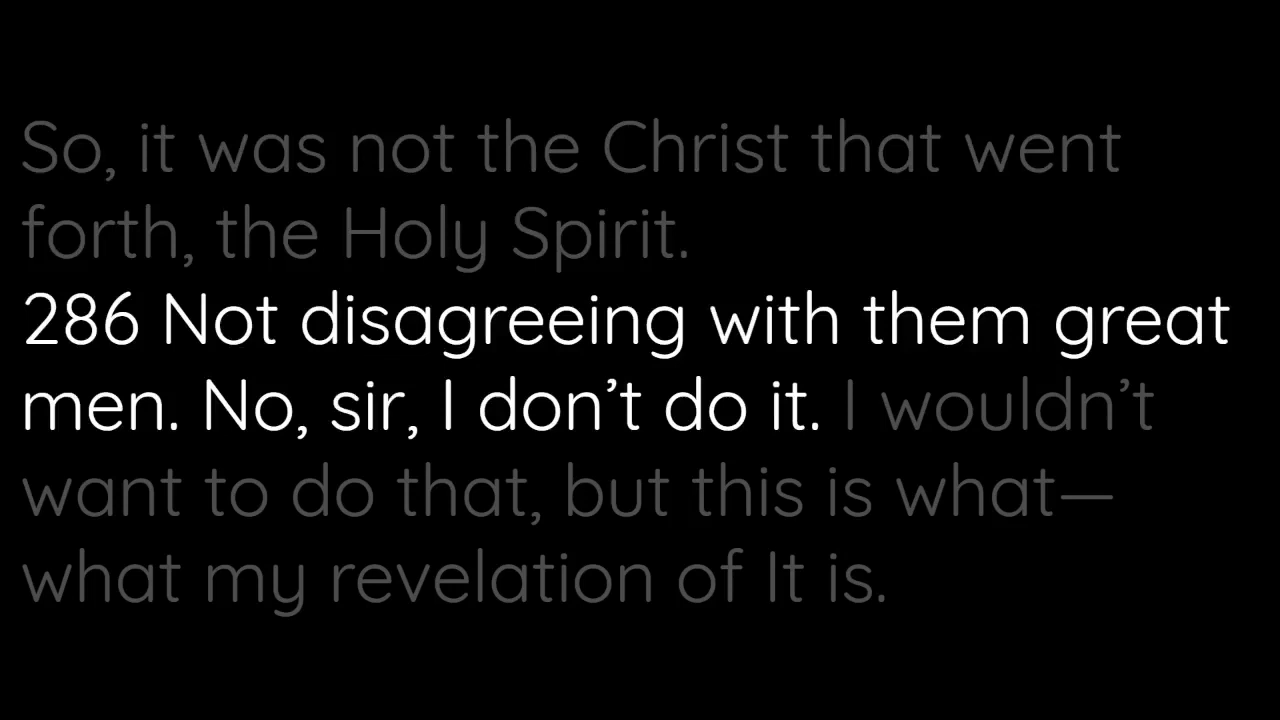 So, it was not the Christ that went
forth, the Holy Spirit.
286 Not disagreeing with them great
men. No, sir, I don’t do it. I wouldn’t
want to do that, but this is what—
what my revelation of It is.